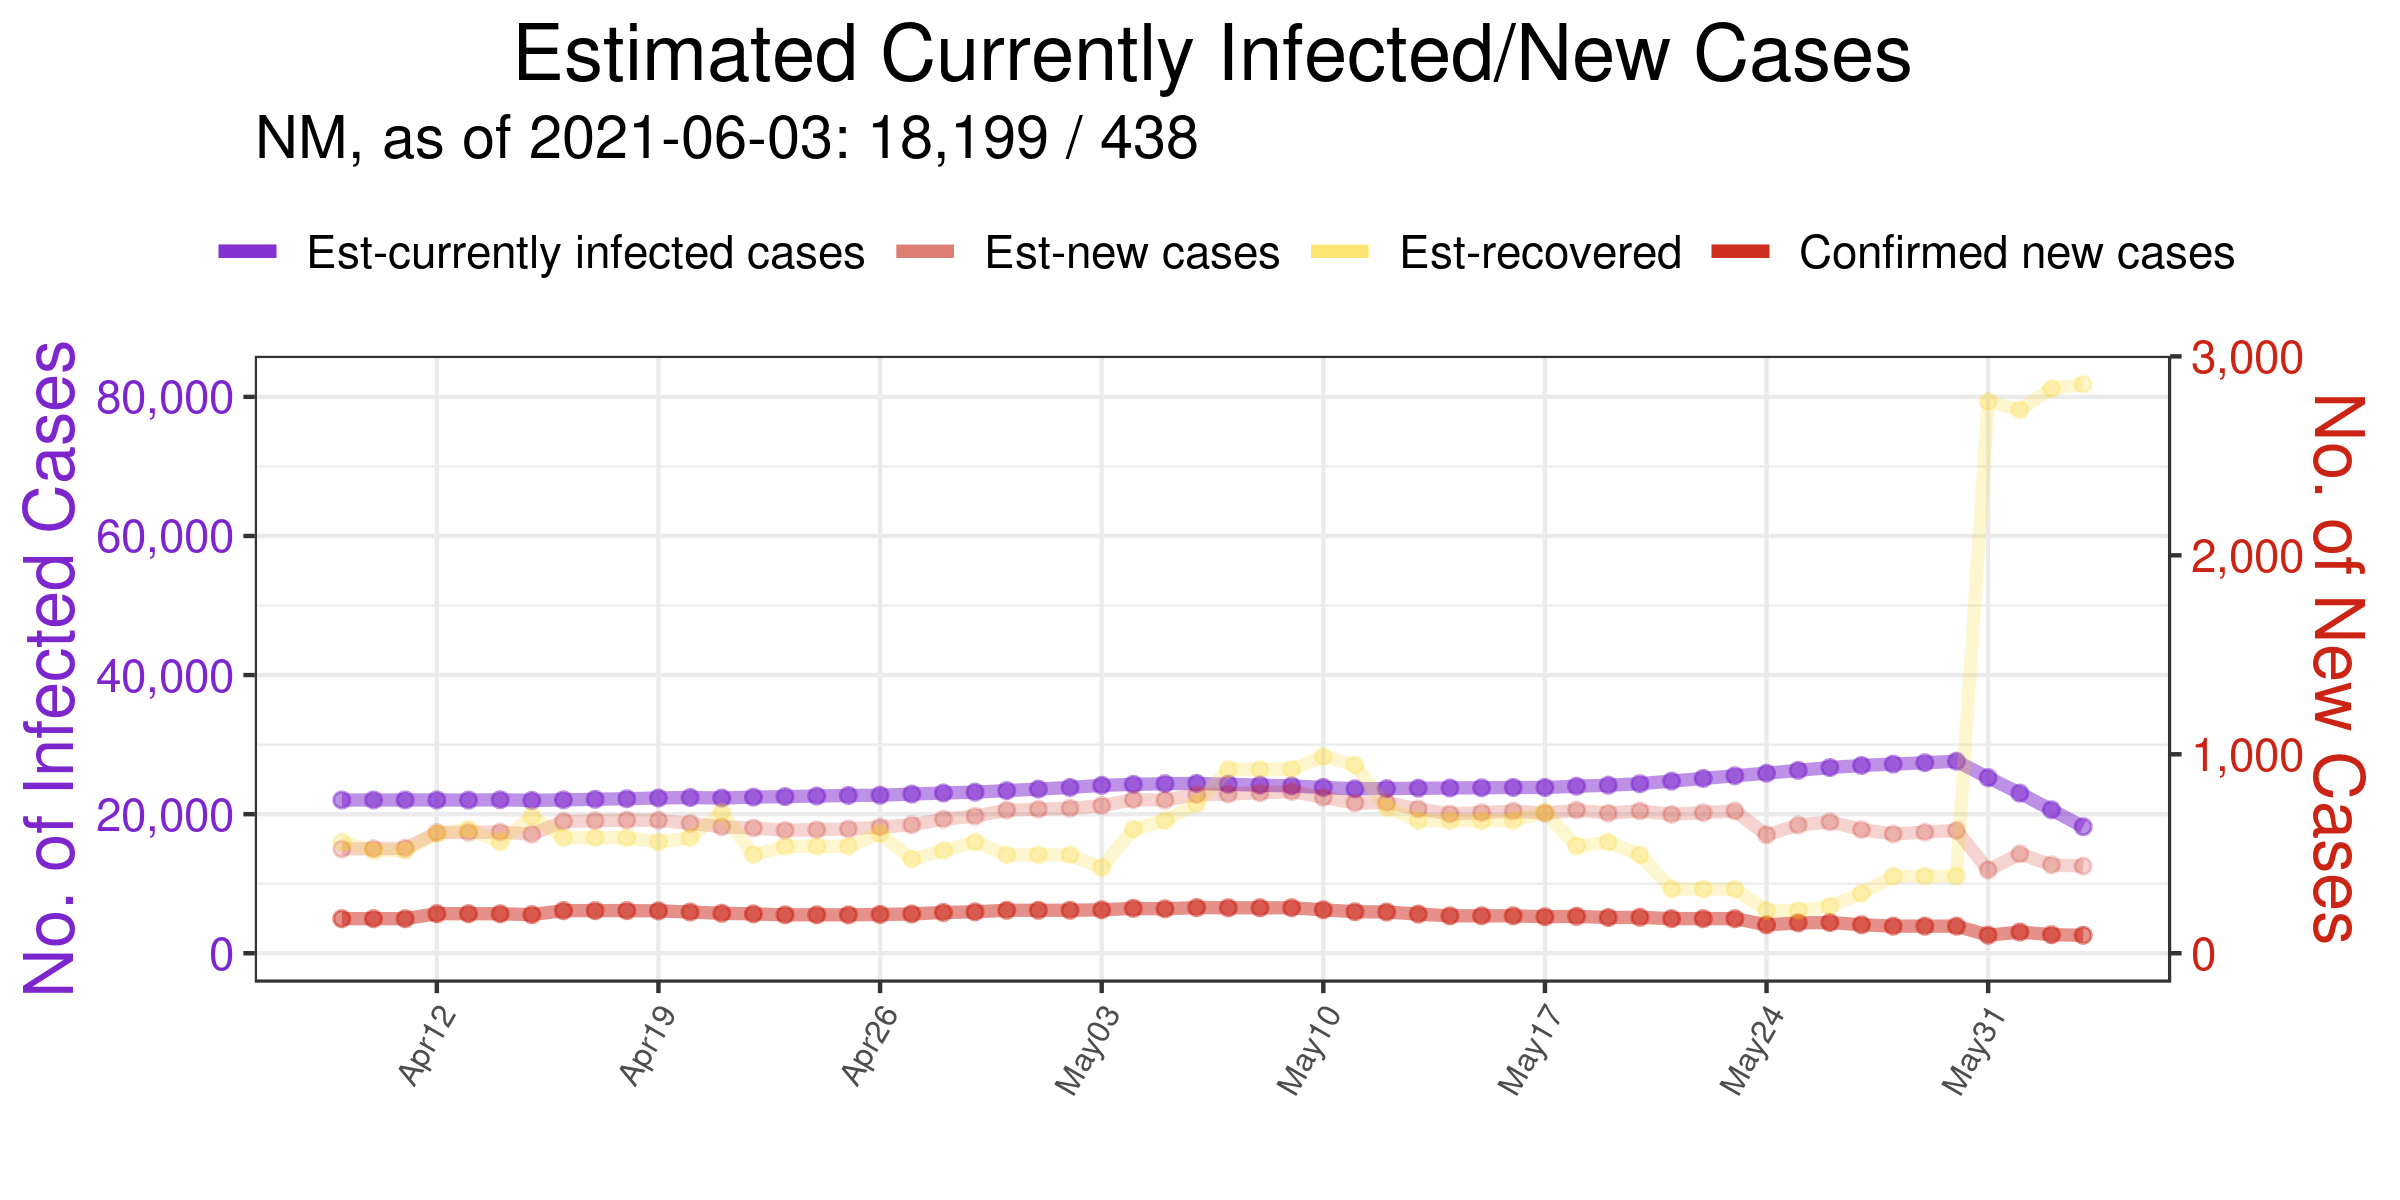 Estimated Currently Infected/New Cases
NM, as of 2021-06-03: 18,199 / 438
Est-currently infected cases Est-new cases Est-recovered Confirmed new cases
No. of Infected Cases
80,000
60,000
40,000
20,000
0
3,000
2,000
1,000
0
No. of New Cases
Apr12 Apr19 Apr26 May03 May10 May17 May24 May31